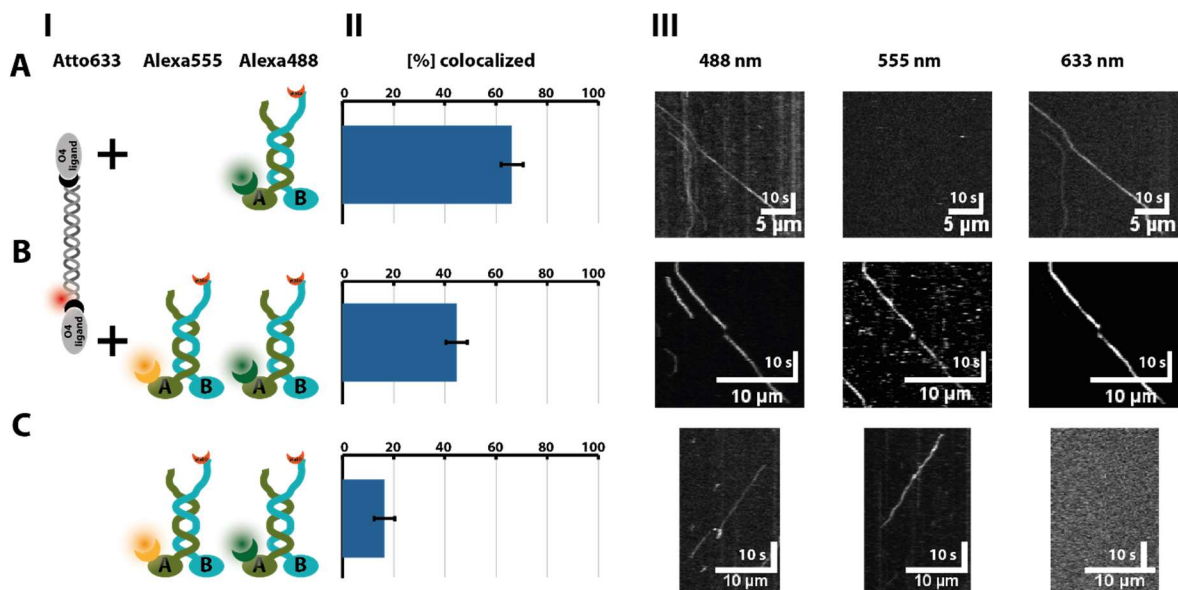 I II III
Atto633 Alexa555 Alexa488 [%] colocalized 488 nm 555 nm 633 nm
A
0 20 40 60 80 100
O4 ligand
+
A B
10 s 10 s 10 s
5 µm 5 µm 5 µm
B
0 20 40 60 80 100
O4 ligand
+
A B A B
10 s 10 s 10 s
10 µm 10 µm 10 µm
C
0 20 40 60 80 100
A B A B
10 s 10 s 10 s
10 µm 10 µm 10 µm